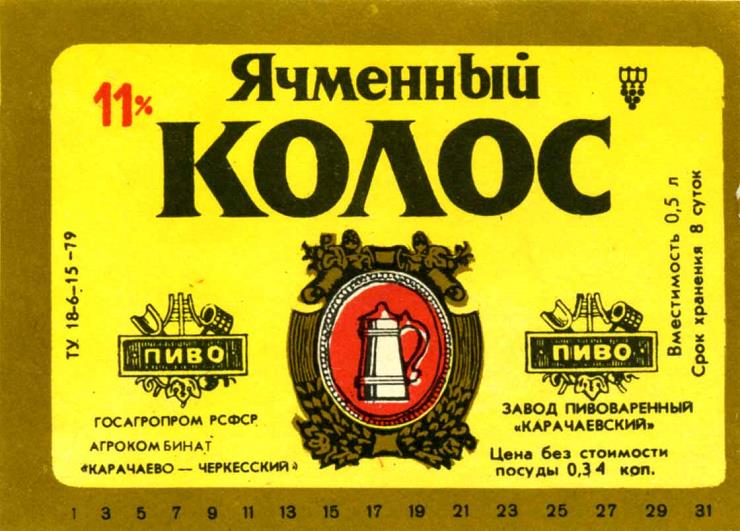 Ячменный
11%
КОЛОС
ТУ 18-6-15-79
Вместимость 0,5 л
Срок хранения 8 суток
ПИВО
ПИВО
ГОСАГРОПРОМ РСФСР
АГРОКОМБИНАТ
«КАРАЧАЕВО — ЧЕРКЕССКИЙ»
ЗАВОД ПИВОВАРЕННЫЙ
«КАРАЧАЕВСКИЙ»
Цена без стоимости
посуды 0,34 коп.
1 3 5 7 9 11 13 15 17 19 21 23 25 27 29 31